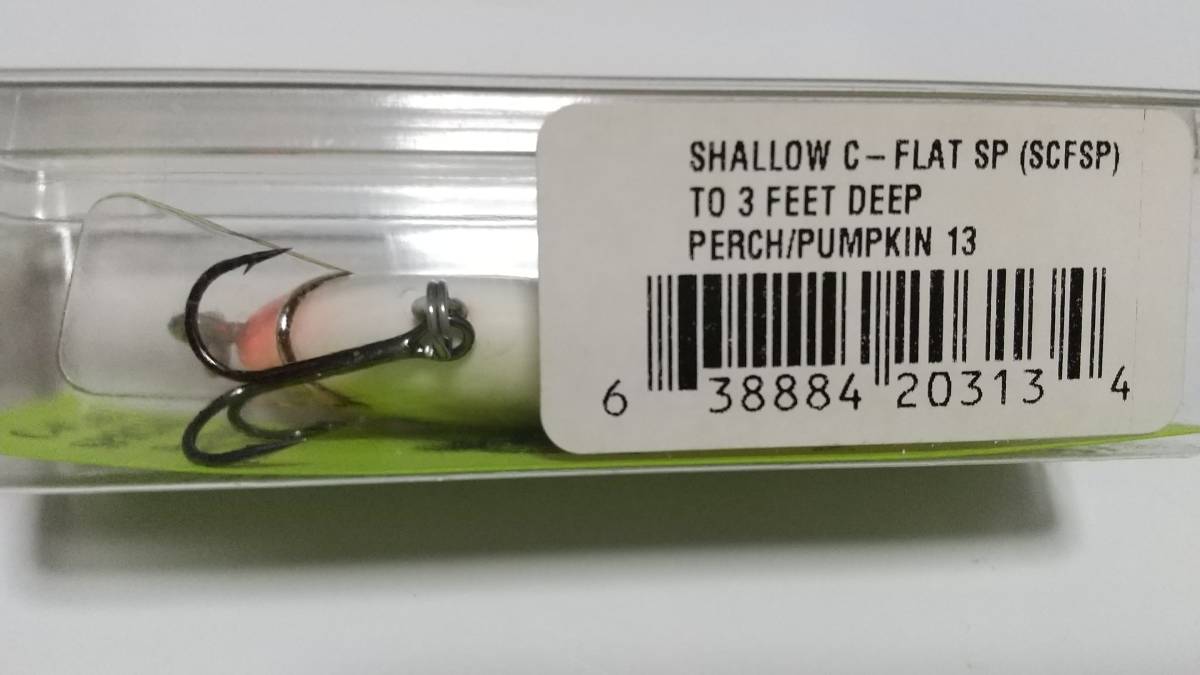 SHALLOW C-FLAT SP (SCFSP)
TO 3 FEET DEEP
PERCH/PUMPKIN 13
6 38884 20313 4